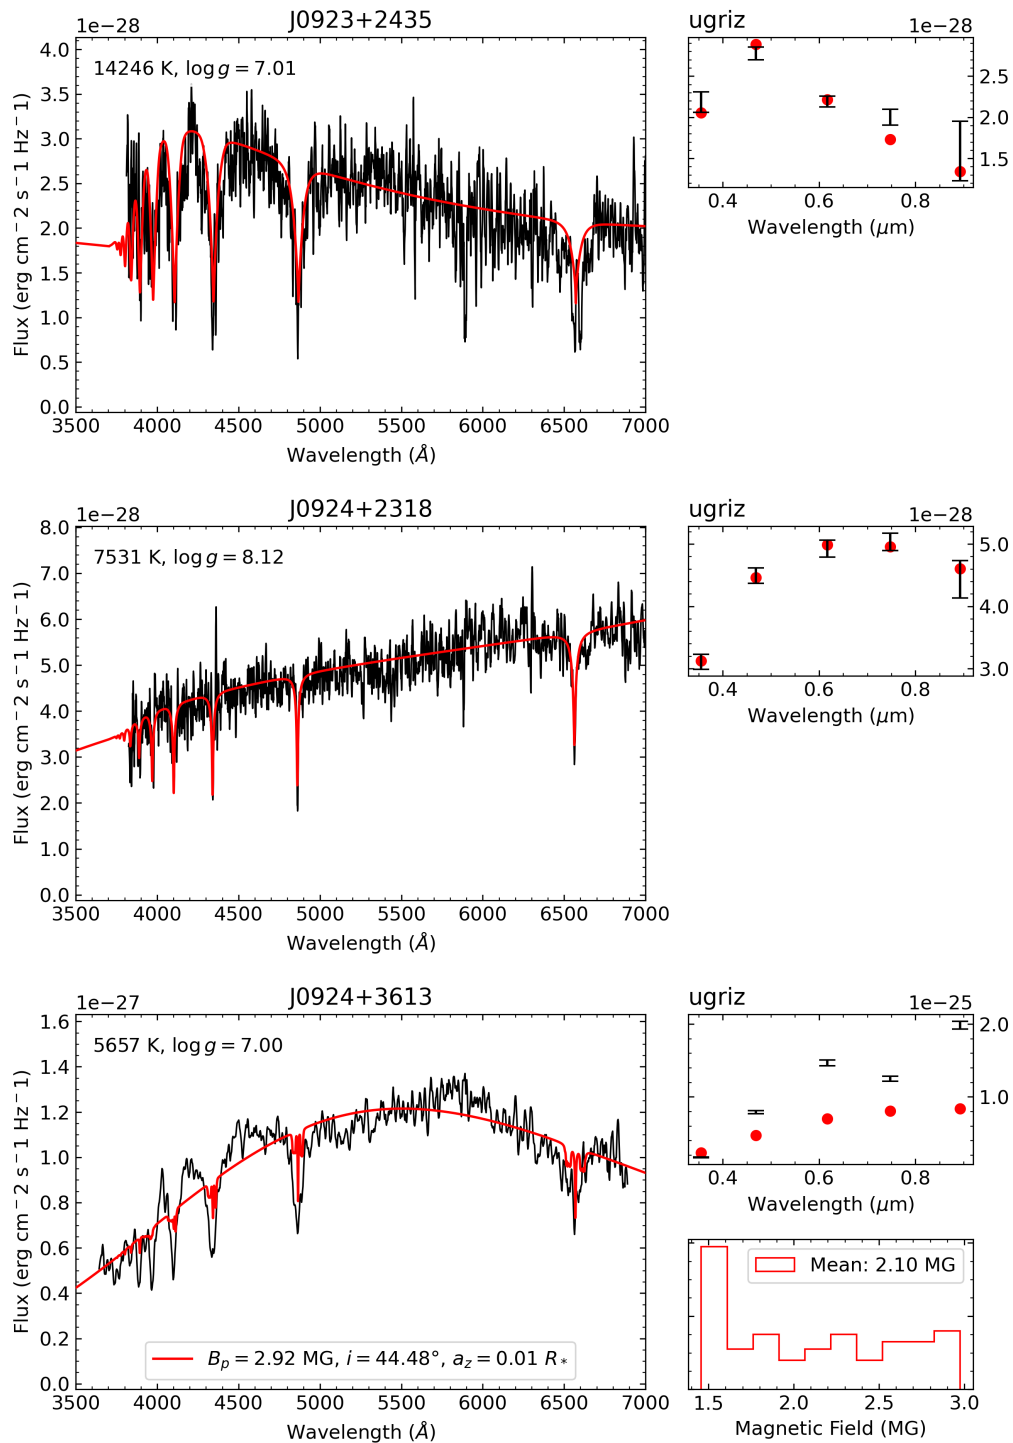 J0923+2435
1e−28
14246 K, log g = 7.01
Flux (erg cm−2 s−1 Hz−1)
4.0
3.5
3.0
2.5
2.0
1.5
1.0
0.5
0.0
3500 4000 4500 5000 5500 6000 6500 7000
Wavelength (Å)
ugriz
1e−28
2.5
2.0
1.5
0.4 0.6 0.8
Wavelength (μm)
J0924+2318
1e−28
7531 K, log g = 8.12
Flux (erg cm−2 s−1 Hz−1)
8.0
7.0
6.0
5.0
4.0
3.0
2.0
1.0
0.0
3500 4000 4500 5000 5500 6000 6500 7000
Wavelength (Å)
ugriz
1e−28
5.0
4.0
3.0
0.4 0.6 0.8
Wavelength (μm)
J0924+3613
1e−27
5657 K, log g = 7.00
Flux (erg cm−2 s−1 Hz−1)
1.6
1.4
1.2
1.0
0.8
0.6
0.4
0.2
0.0
B_p = 2.92 MG, i = 44.48°, a_z = 0.01 R_*
3500 4000 4500 5000 5500 6000 6500 7000
Wavelength (Å)
ugriz
1e−25
2.0
1.0
0.4 0.6 0.8
Wavelength (μm)
Mean: 2.10 MG
1.5 2.0 2.5 3.0
Magnetic Field (MG)